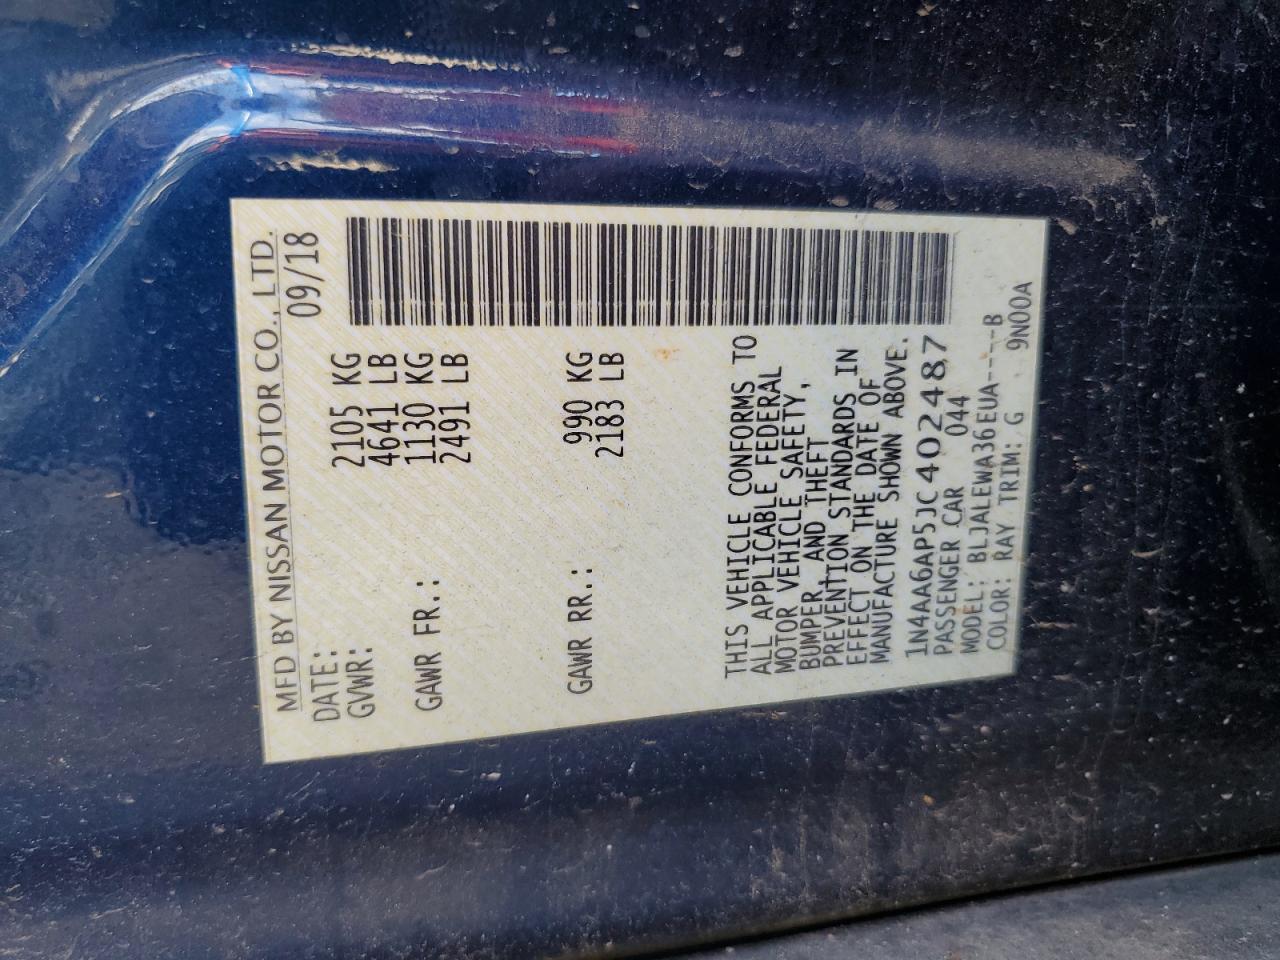 MFD BY NISSAN MOTOR CO., LTD.
DATE: 09/18
GVWR: 2105 KG
4641 LB
GAWR FR.: 1130 KG
2491 LB
GAWR RR.: 990 KG
2183 LB
THIS VEHICLE CONFORMS TO
ALL APPLICABLE FEDERAL
MOTOR VEHICLE SAFETY,
BUMPER, AND THEFT
PREVENTION STANDARDS IN
EFFECT ON THE DATE OF
MANUFACTURE SHOWN ABOVE.
1N4AA6AP5JC402487
PASSENGER CAR 044
MODEL: BLJALEWA36EUA----B
COLOR: RAY TRIM: G 9N00A